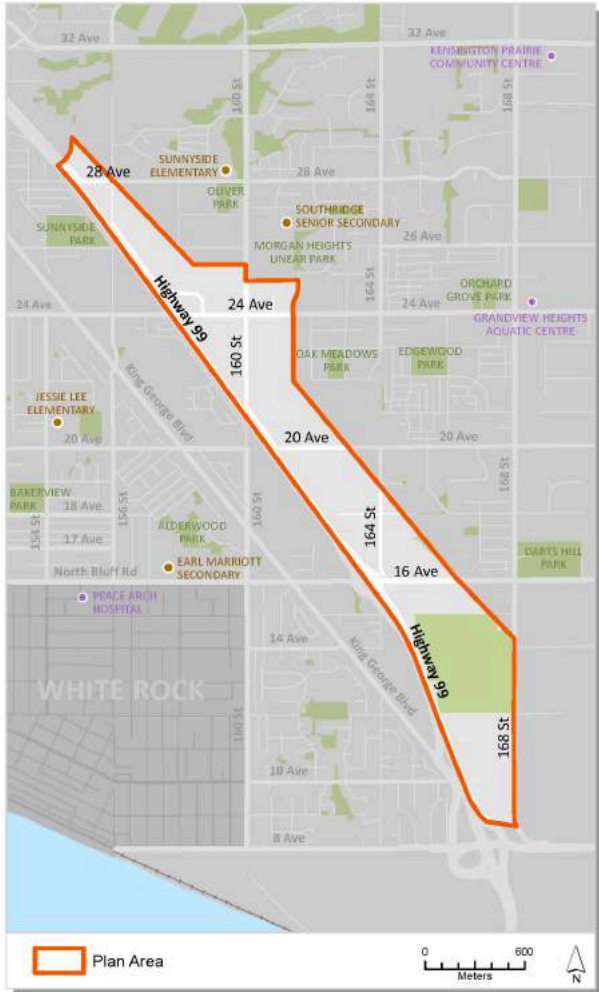 32 Ave
32 Ave
KENSINGTON PRAIRIE
COMMUNITY CENTRE
160 St
164 St
168 St
SUNNYSIDE
ELEMENTARY
28 Ave
28 Ave
OLIVER
PARK
SOUTHRIDGE
SENIOR SECONDARY
SUNNYSIDE
PARK
26 Ave
MORGAN HEIGHTS
LINEAR PARK
164 St
ORCHARD
GROVE PARK
Highway 99
24 Ave
24 Ave
24 Ave
GRANDVIEW HEIGHTS
AQUATIC CENTRE
160 St
OAK MEADOWS
PARK
EDGEWOOD
PARK
King George Blvd
JESSIE LEE
ELEMENTARY
20 Ave
20 Ave
20 Ave
168 St
BAKERVIEW
PARK
154 St
156 St
18 Ave
160 St
164 St
17 Ave
ALDERWOOD
PARK
DARTS HILL
PARK
North Bluff Rd
EARL MARRIOTT
SECONDARY
16 Ave
PEACE ARCH
HOSPITAL
14 Ave
King George Blvd
Highway 99
WHITE ROCK
160 St
168 St
10 Ave
8 Ave
Plan Area
0 600
Meters
N